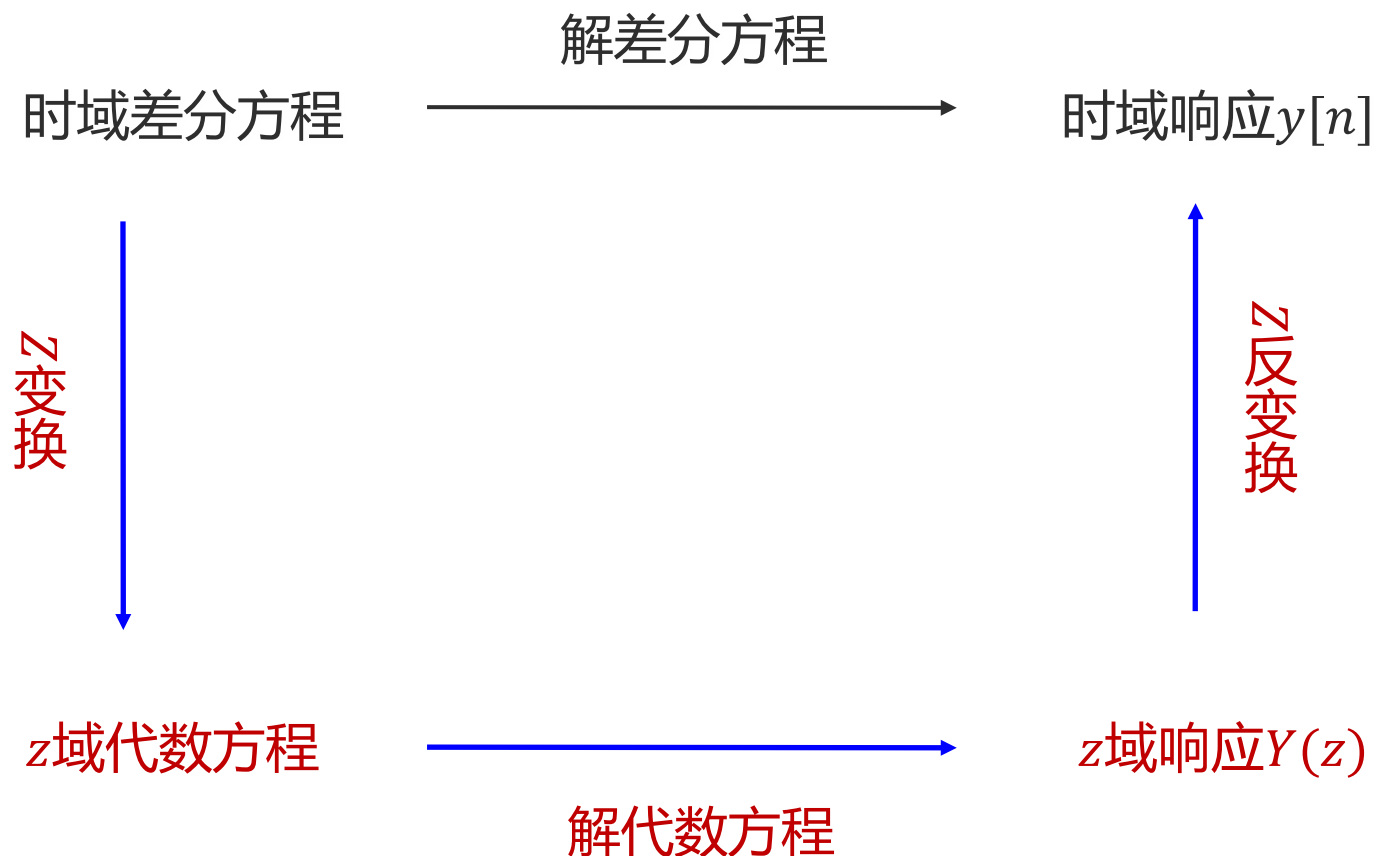 解差分方程
时域差分方程
时域响应y[n]
Z变换
Z反变换
z域代数方程
z域响应Y(z)
解代数方程